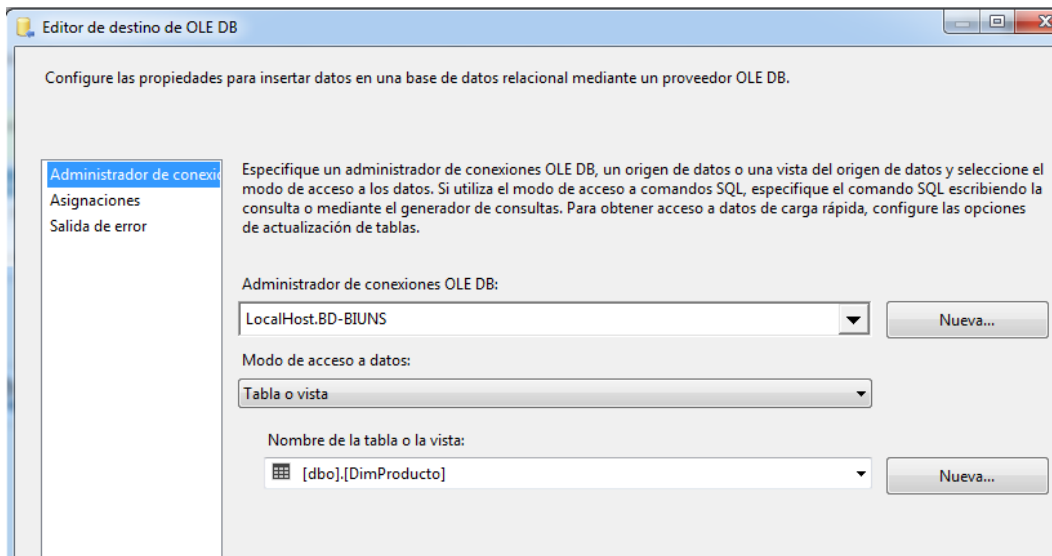 Editor de destino de OLE DB
Configure las propiedades para insertar datos en una base de datos relacional mediante un proveedor OLE DB.
Administrador de conexi
Asignaciones
Salida de error
Especifique un administrador de conexiones OLE DB, un origen de datos o una vista del origen de datos y seleccione el
modo de acceso a los datos. Si utiliza el modo de acceso a comandos SQL, especifique el comando SQL escribiendo la
consulta o mediante el generador de consultas. Para obtener acceso a datos de carga rápida, configure las opciones
de actualización de tablas.
Administrador de conexiones OLE DB:
LocalHost.BD-BIUNS
Nueva...
Modo de acceso a datos:
Tabla o vista
Nombre de la tabla o la vista:
[dbo].[DimProducto]
Nueva...